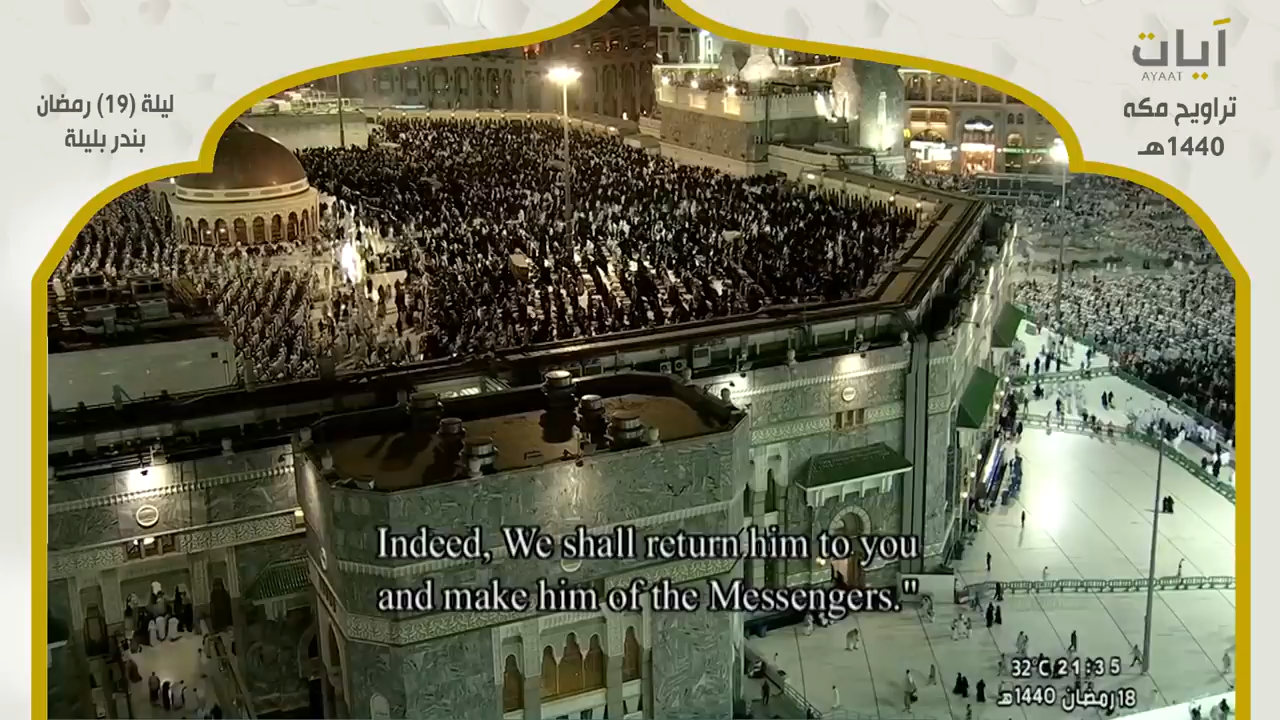 آيات
AYAAT
تراويح مكه
1440هـ
ليلة (19) رمضان
بندر بليلة
Indeed, We shall return him to you
and make him of the Messengers."
32°C 21:35
18 رمضان 1440هـ